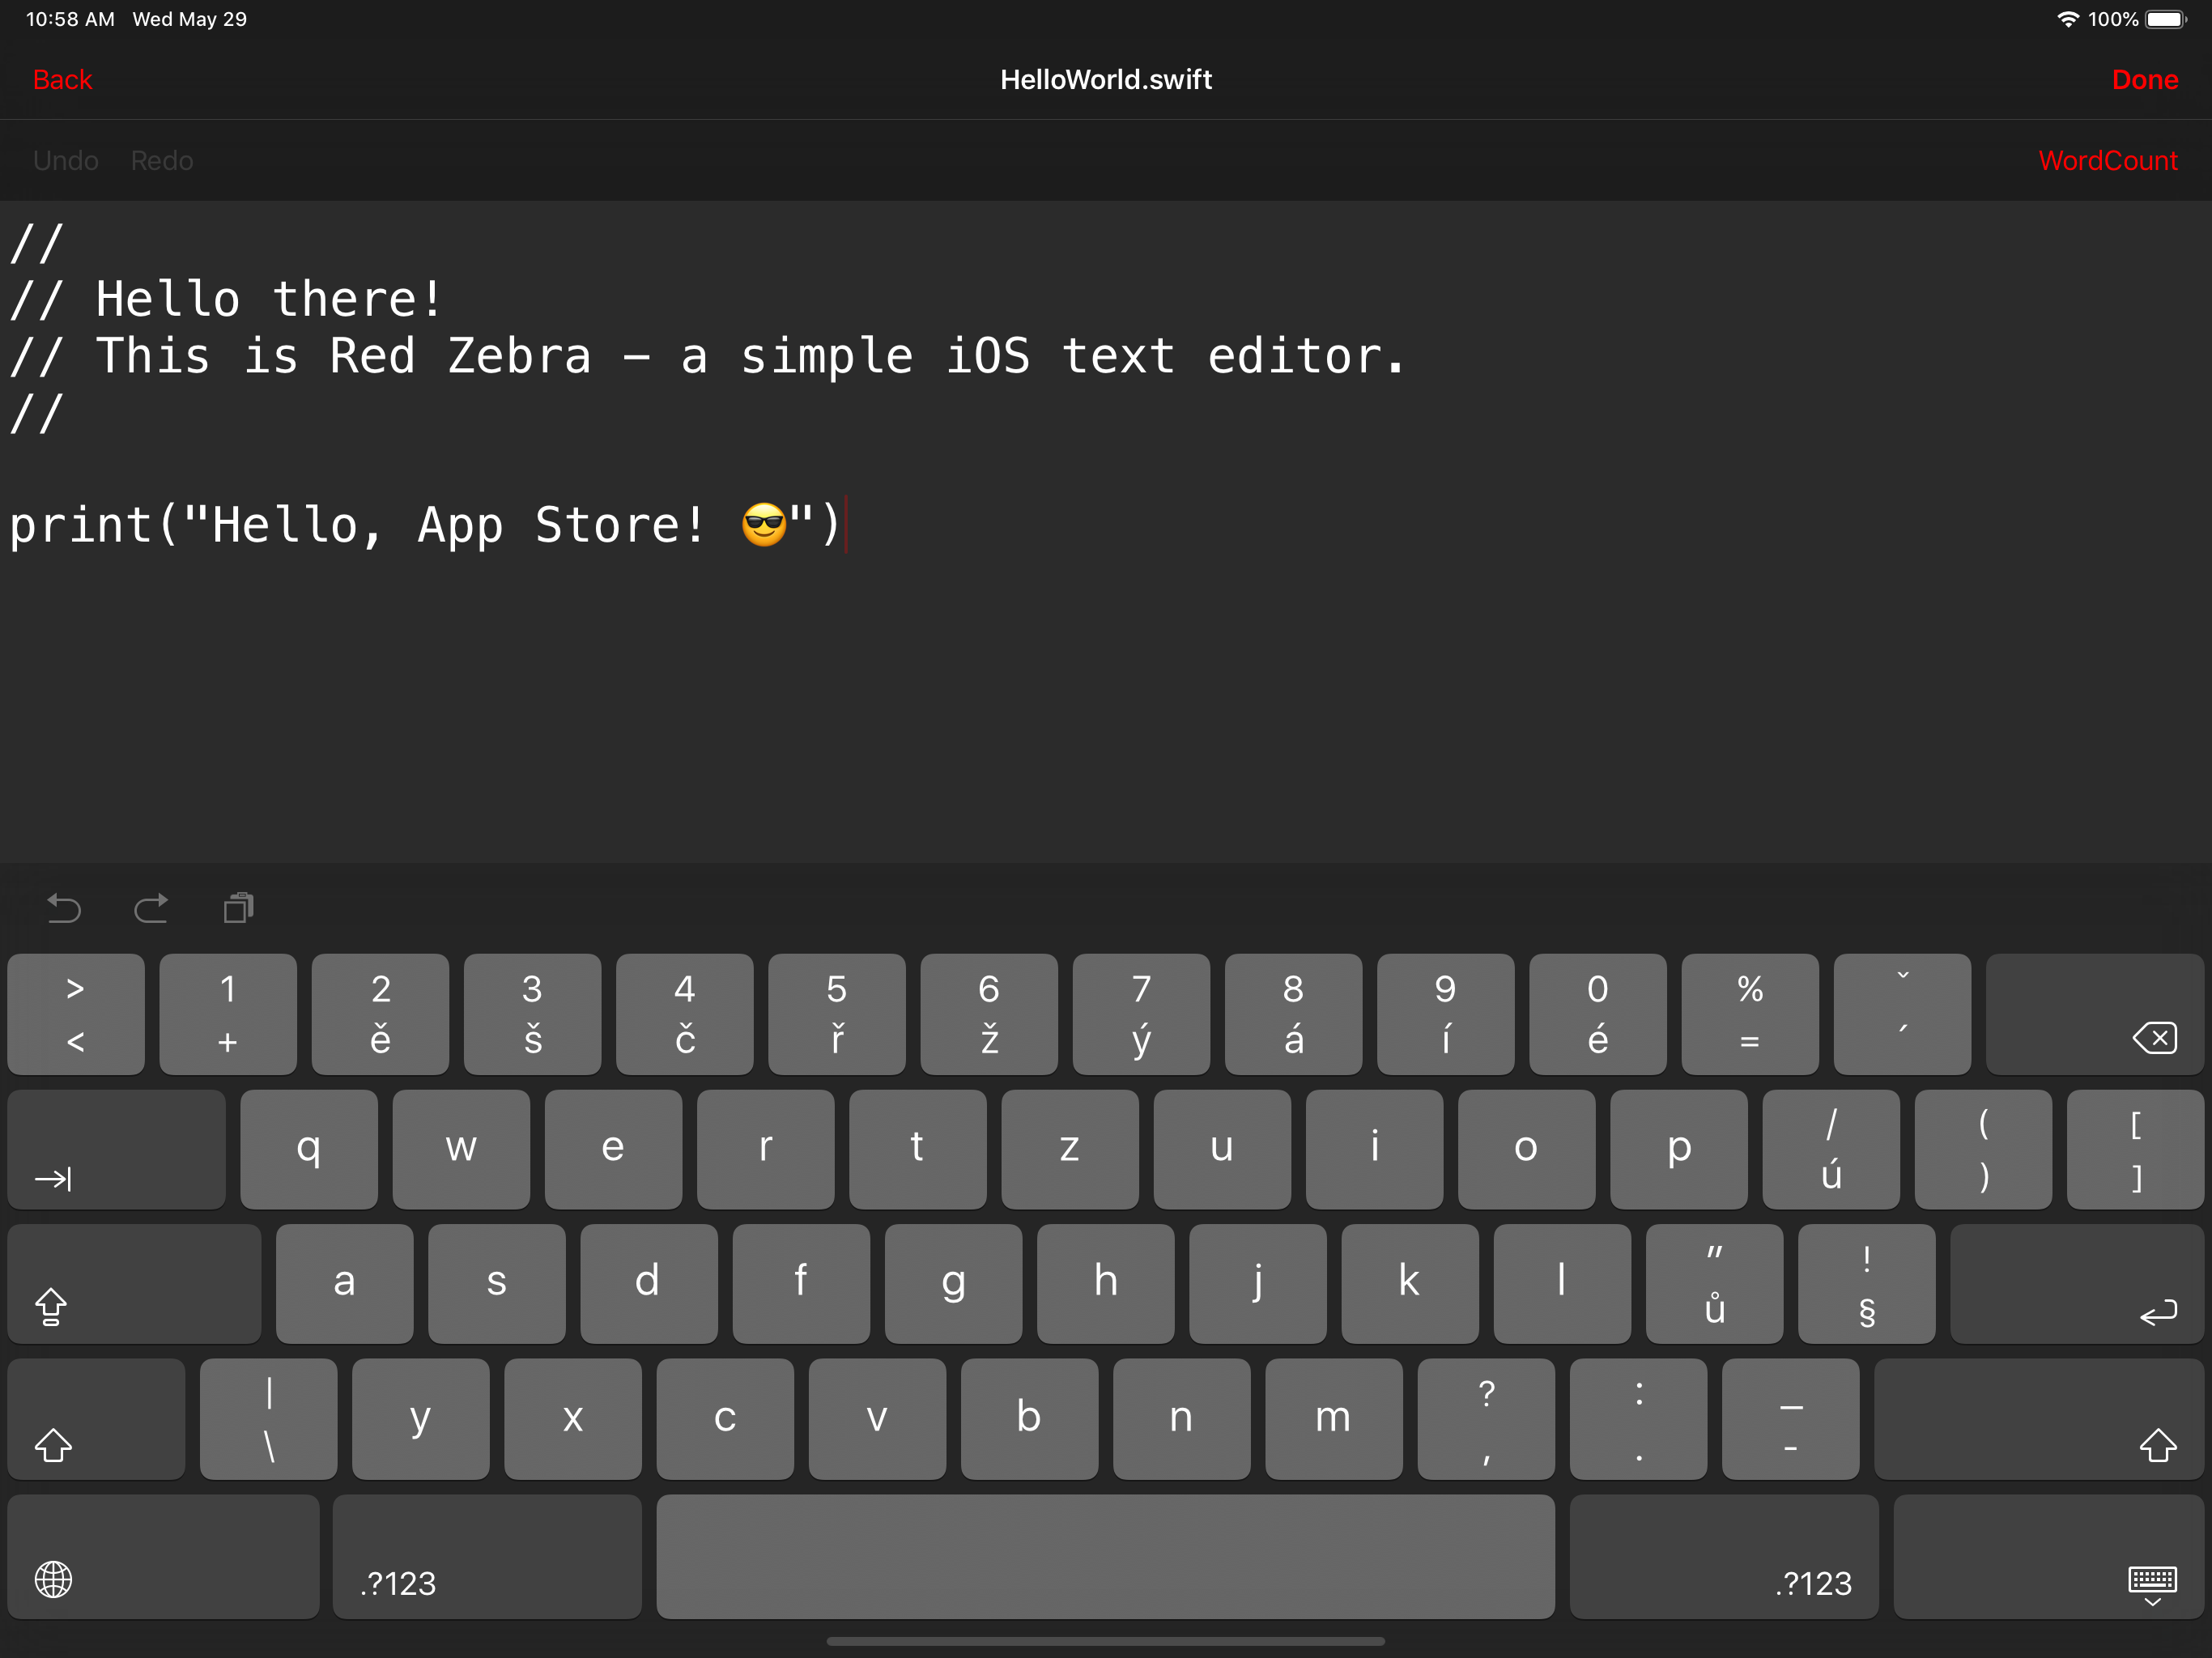 10:58 AM Wed May 29 100%
Back HelloWorld.swift Done
Undo Redo WordCount
//
// Hello there!
// This is Red Zebra – a simple iOS text editor.
//
print("Hello, App Store! 😎")
> 1 2 3 4 5 6 7 8 9 0 % ˇ
< + ě š č ř ž ý á í é = ´
q w e r t z u i o p / ( [
ú ) ]
a s d f g h j k l " !
ů §
| y x c v b n m ? : _
\ , . -
.?123 .?123